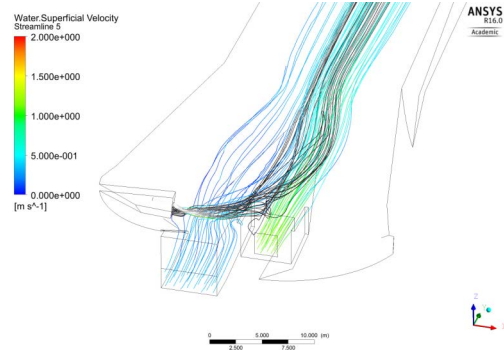 Water.Superficial Velocity
Streamline 5
2.000e+000
1.500e+000
1.000e+000
5.000e-001
0.000e+000
[m s^-1]
ANSYS
R16.0
Academic
0 5.000 10.000 (m)
2.500 7.500
Z